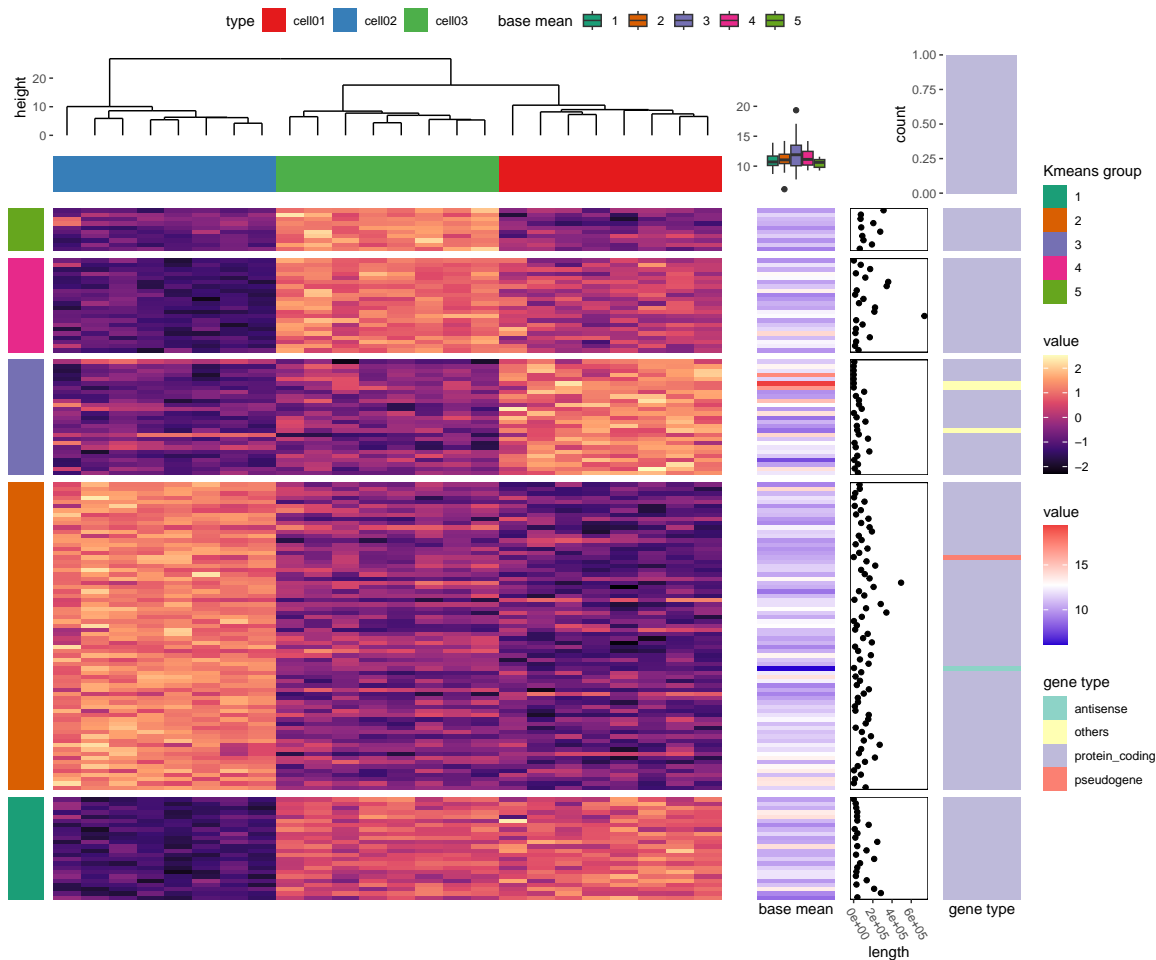 type cell01 cell02 cell03 base mean 1 2 3 4 5
height
20
10
0
20
15
10
count
1.00
0.75
0.50
0.25
0.00
Kmeans group
1
2
3
4
5
value
2
1
0
−1
−2
value
15
10
gene type
antisense
others
protein_coding
pseudogene
base mean
0e+00
2e+05
4e+05
6e+05
length
gene type